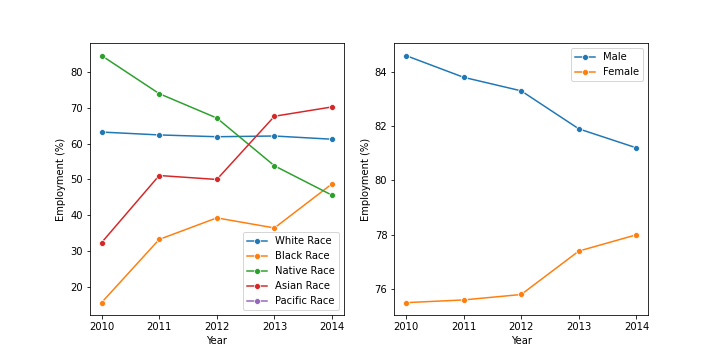 80
70
60
50
40
30
20
Employment (%)
2010 2011 2012 2013 2014
Year
White Race
Black Race
Native Race
Asian Race
Pacific Race
84
82
80
78
76
Employment (%)
2010 2011 2012 2013 2014
Year
Male
Female